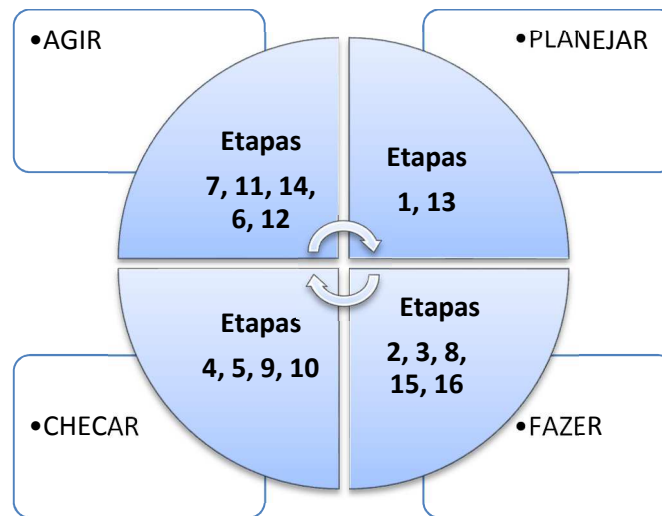 •AGIR
•PLANEJAR
Etapas
7, 11, 14,
6, 12
Etapas
1, 13
Etapas
4, 5, 9, 10
Etapas
2, 3, 8,
15, 16
•CHECAR
•FAZER